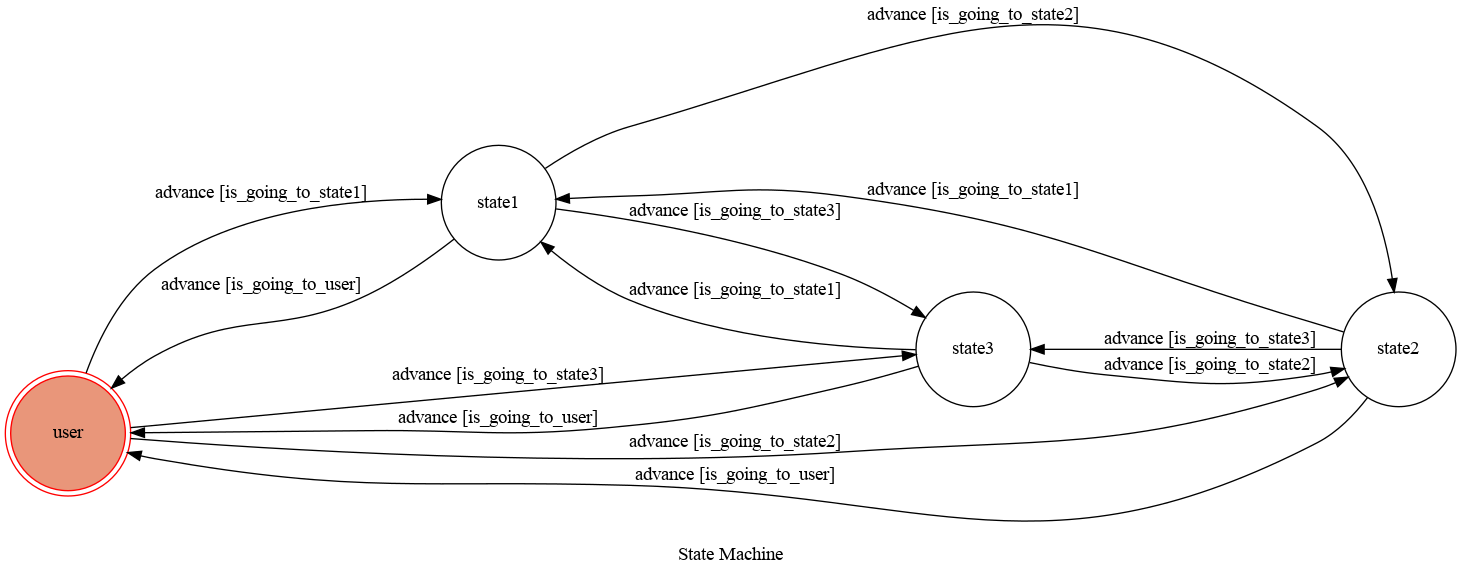 advance [is_going_to_state2]
advance [is_going_to_state1]
advance [is_going_to_state1]
state1
advance [is_going_to_state3]
advance [is_going_to_user]
advance [is_going_to_state1]
advance [is_going_to_state3]
state3
state2
advance [is_going_to_state2]
advance [is_going_to_state3]
advance [is_going_to_user]
user
advance [is_going_to_state2]
advance [is_going_to_user]
State Machine